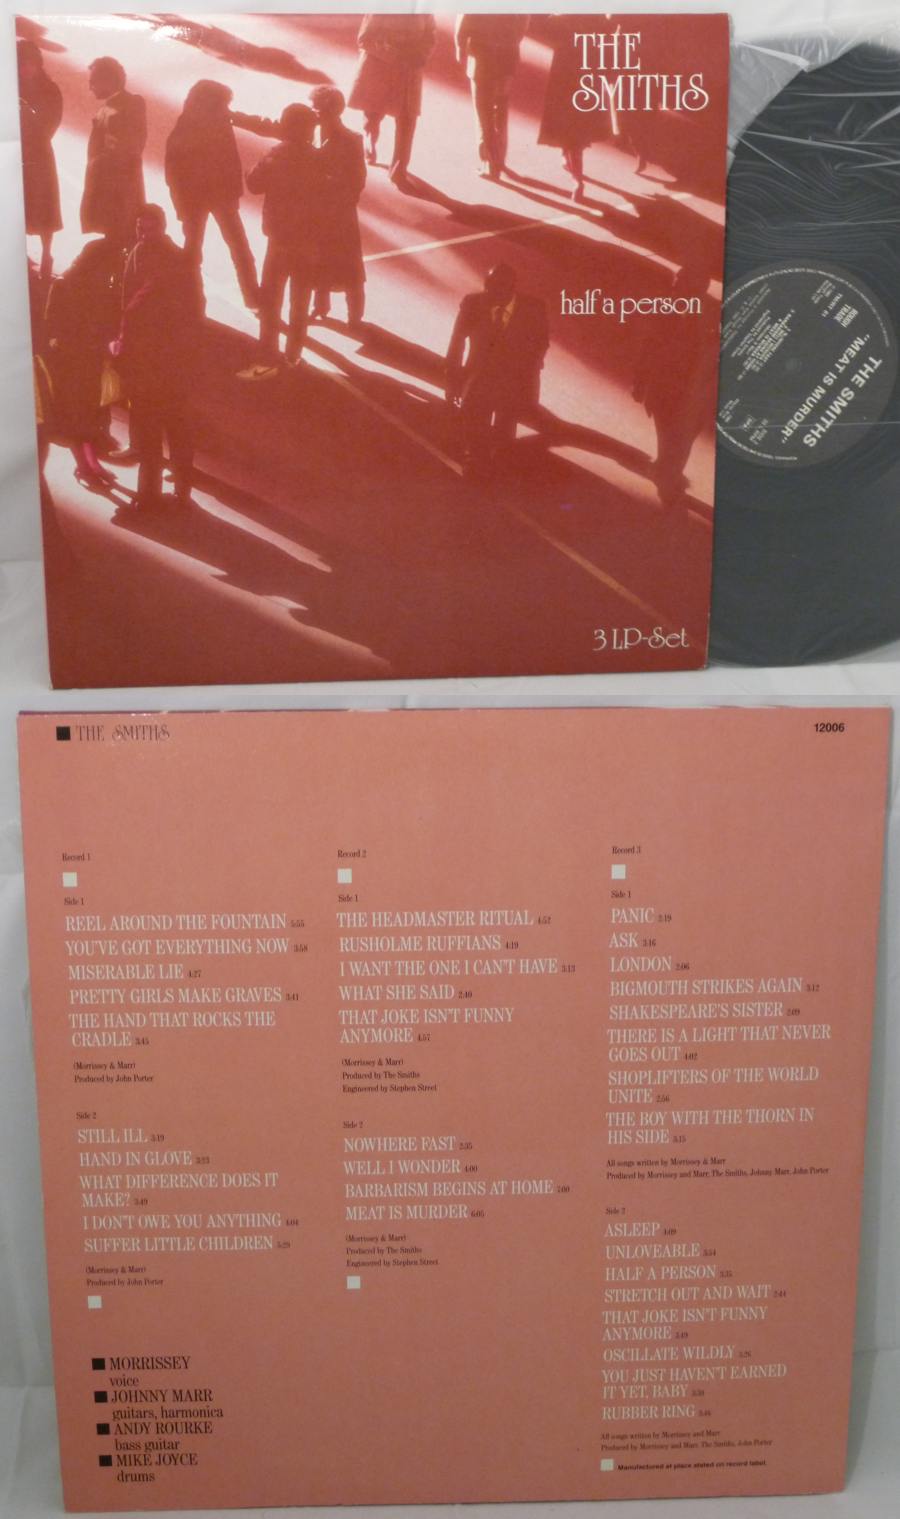 THE
SMITHS
half a person
3 LP-Set
THE SMITHS
"MEAT IS MURDER"
ROUGH
TRADE
THE SMITHS
12006
Record 1
Side 1
REEL AROUND THE FOUNTAIN 5:55
YOU'VE GOT EVERYTHING NOW 3:58
MISERABLE LIE 4:27
PRETTY GIRLS MAKE GRAVES 3:41
THE HAND THAT ROCKS THE
CRADLE 3:45
(Morrissey & Marr)
Produced by John Porter
Side 2
STILL ILL 3:19
HAND IN GLOVE 3:23
WHAT DIFFERENCE DOES IT
MAKE? 3:49
I DON'T OWE YOU ANYTHING 4:04
SUFFER LITTLE CHILDREN 5:29
(Morrissey & Marr)
Produced by John Porter
MORRISSEY
voice
JOHNNY MARR
guitars, harmonica
ANDY ROURKE
bass guitar
MIKE JOYCE
drums
Record 2
Side 1
THE HEADMASTER RITUAL 4:52
RUSHOLME RUFFIANS 4:19
I WANT THE ONE I CAN'T HAVE 3:13
WHAT SHE SAID 2:40
THAT JOKE ISN'T FUNNY
ANYMORE 4:57
(Morrissey & Marr)
Produced by The Smiths
Engineered by Stephen Street
Side 2
NOWHERE FAST 2:35
WELL I WONDER 4:00
BARBARISM BEGINS AT HOME 7:00
MEAT IS MURDER 6:05
(Morrissey & Marr)
Produced by The Smiths
Engineered by Stephen Street
Record 3
Side 1
PANIC 2:19
ASK 3:16
LONDON 2:06
BIGMOUTH STRIKES AGAIN 3:12
SHAKESPEARE'S SISTER 2:09
THERE IS A LIGHT THAT NEVER
GOES OUT 4:02
SHOPLIFTERS OF THE WORLD
UNITE 2:56
THE BOY WITH THE THORN IN
HIS SIDE 3:15
All songs written by Morrissey & Marr
Produced by Morrissey and Marr, The Smiths, Johnny Marr, John Porter
Side 2
ASLEEP 4:09
UNLOVEABLE 3:54
HALF A PERSON 3:35
STRETCH OUT AND WAIT 2:44
THAT JOKE ISN'T FUNNY
ANYMORE 3:49
OSCILLATE WILDLY 3:26
YOU JUST HAVEN'T EARNED
IT YET, BABY
RUBBER RING
All songs written by Morrissey and Marr
Produced by Morrissey and Marr, The Smiths, John Porter
Manufactured at place stated on record label.